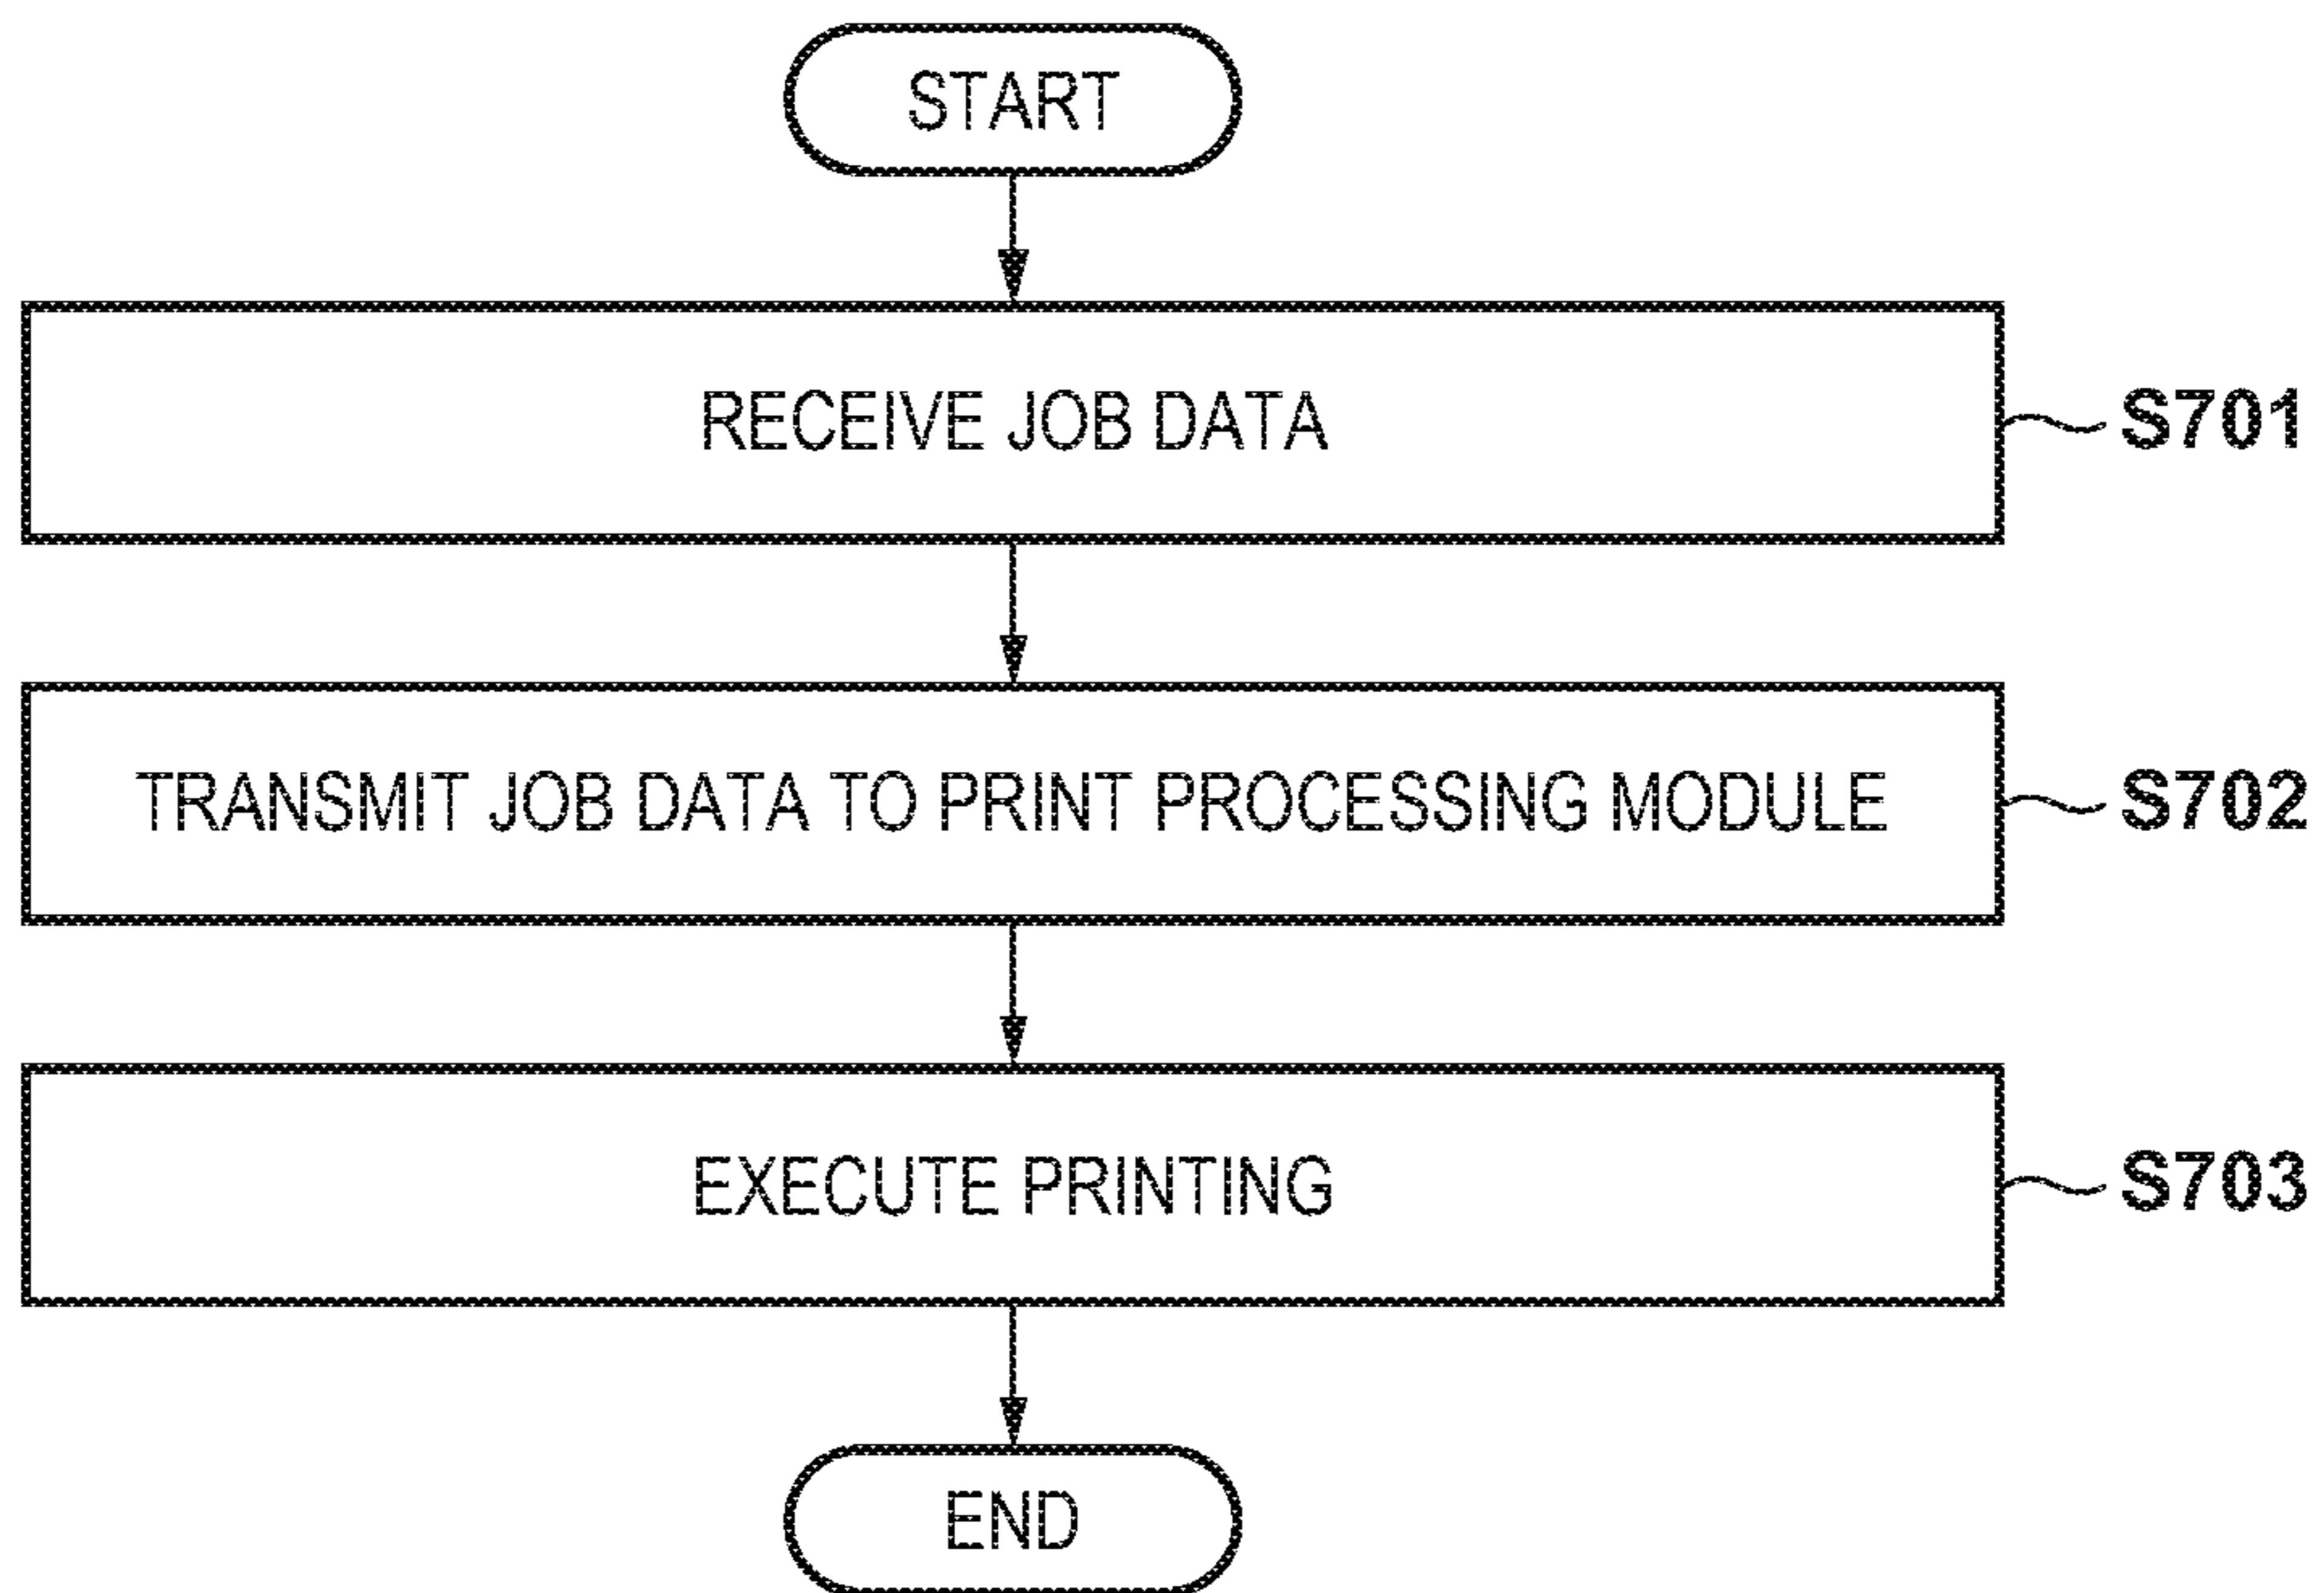 START
RECEIVE JOB DATA
S701
TRANSMIT JOB DATA TO PRINT PROCESSING MODULE
S702
EXECUTE PRINTING
S703
END